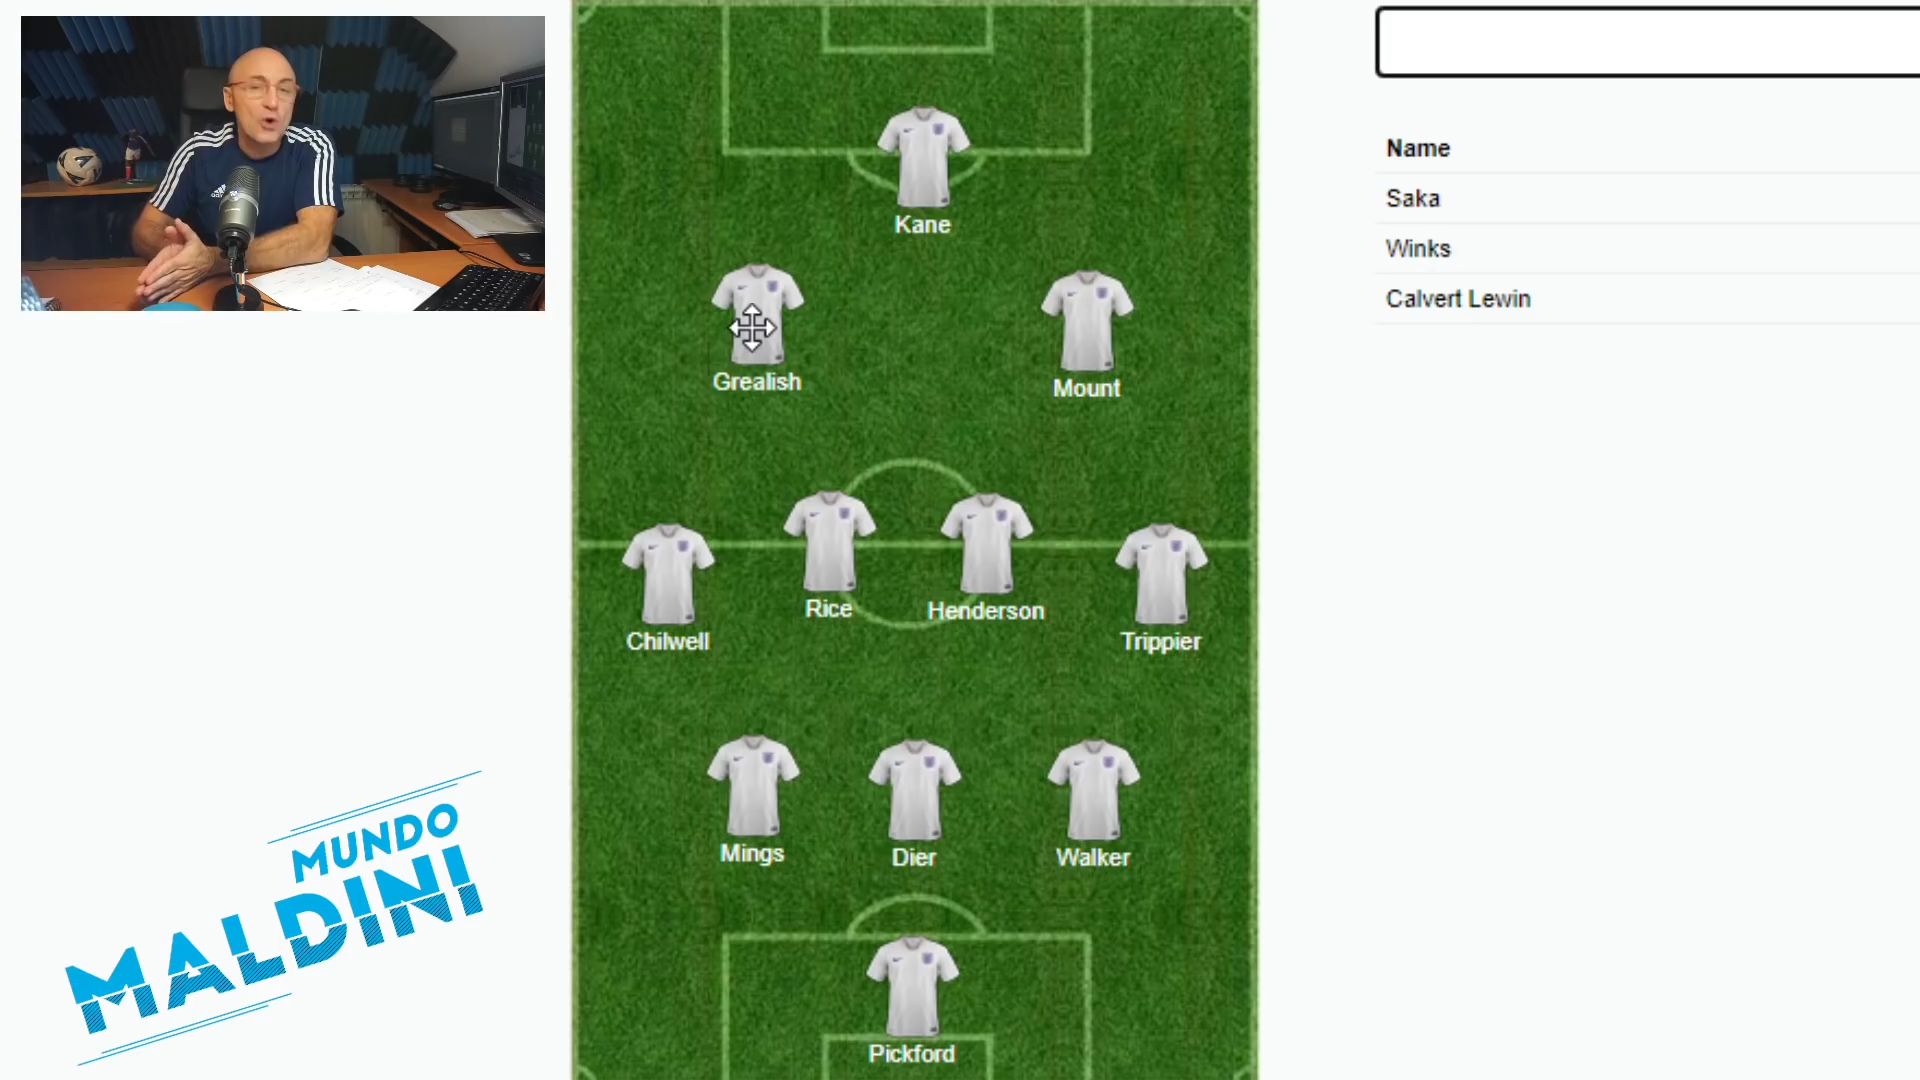 Name
Saka
Winks
Calvert Lewin
Kane
Grealish
Mount
Rice
Henderson
Chilwell
Trippier
Mings
Dier
Walker
Pickford
MUNDO
MALDINI